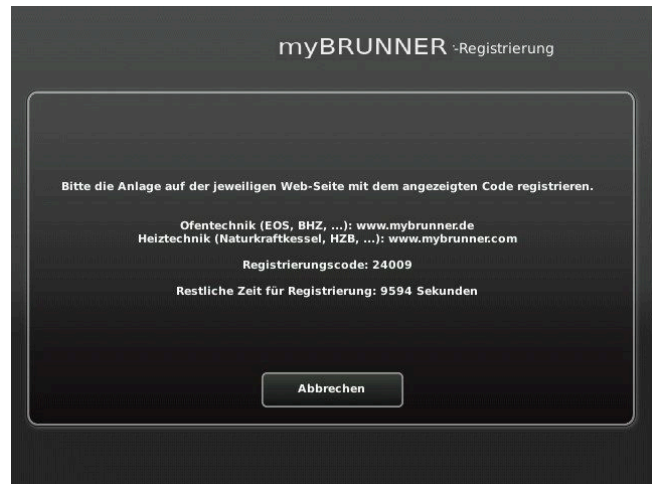 myBRUNNER -Registrierung
Bitte die Anlage auf der jeweiligen Web-Seite mit dem angezeigten Code registrieren.
Ofentechnik (EOS, BHZ, ...): www.mybrunner.de
Heiztechnik (Naturkraftkessel, HZB, ...): www.mybrunner.com
Registrierungscode: 24009
Restliche Zeit für Registrierung: 9594 Sekunden
Abbrechen